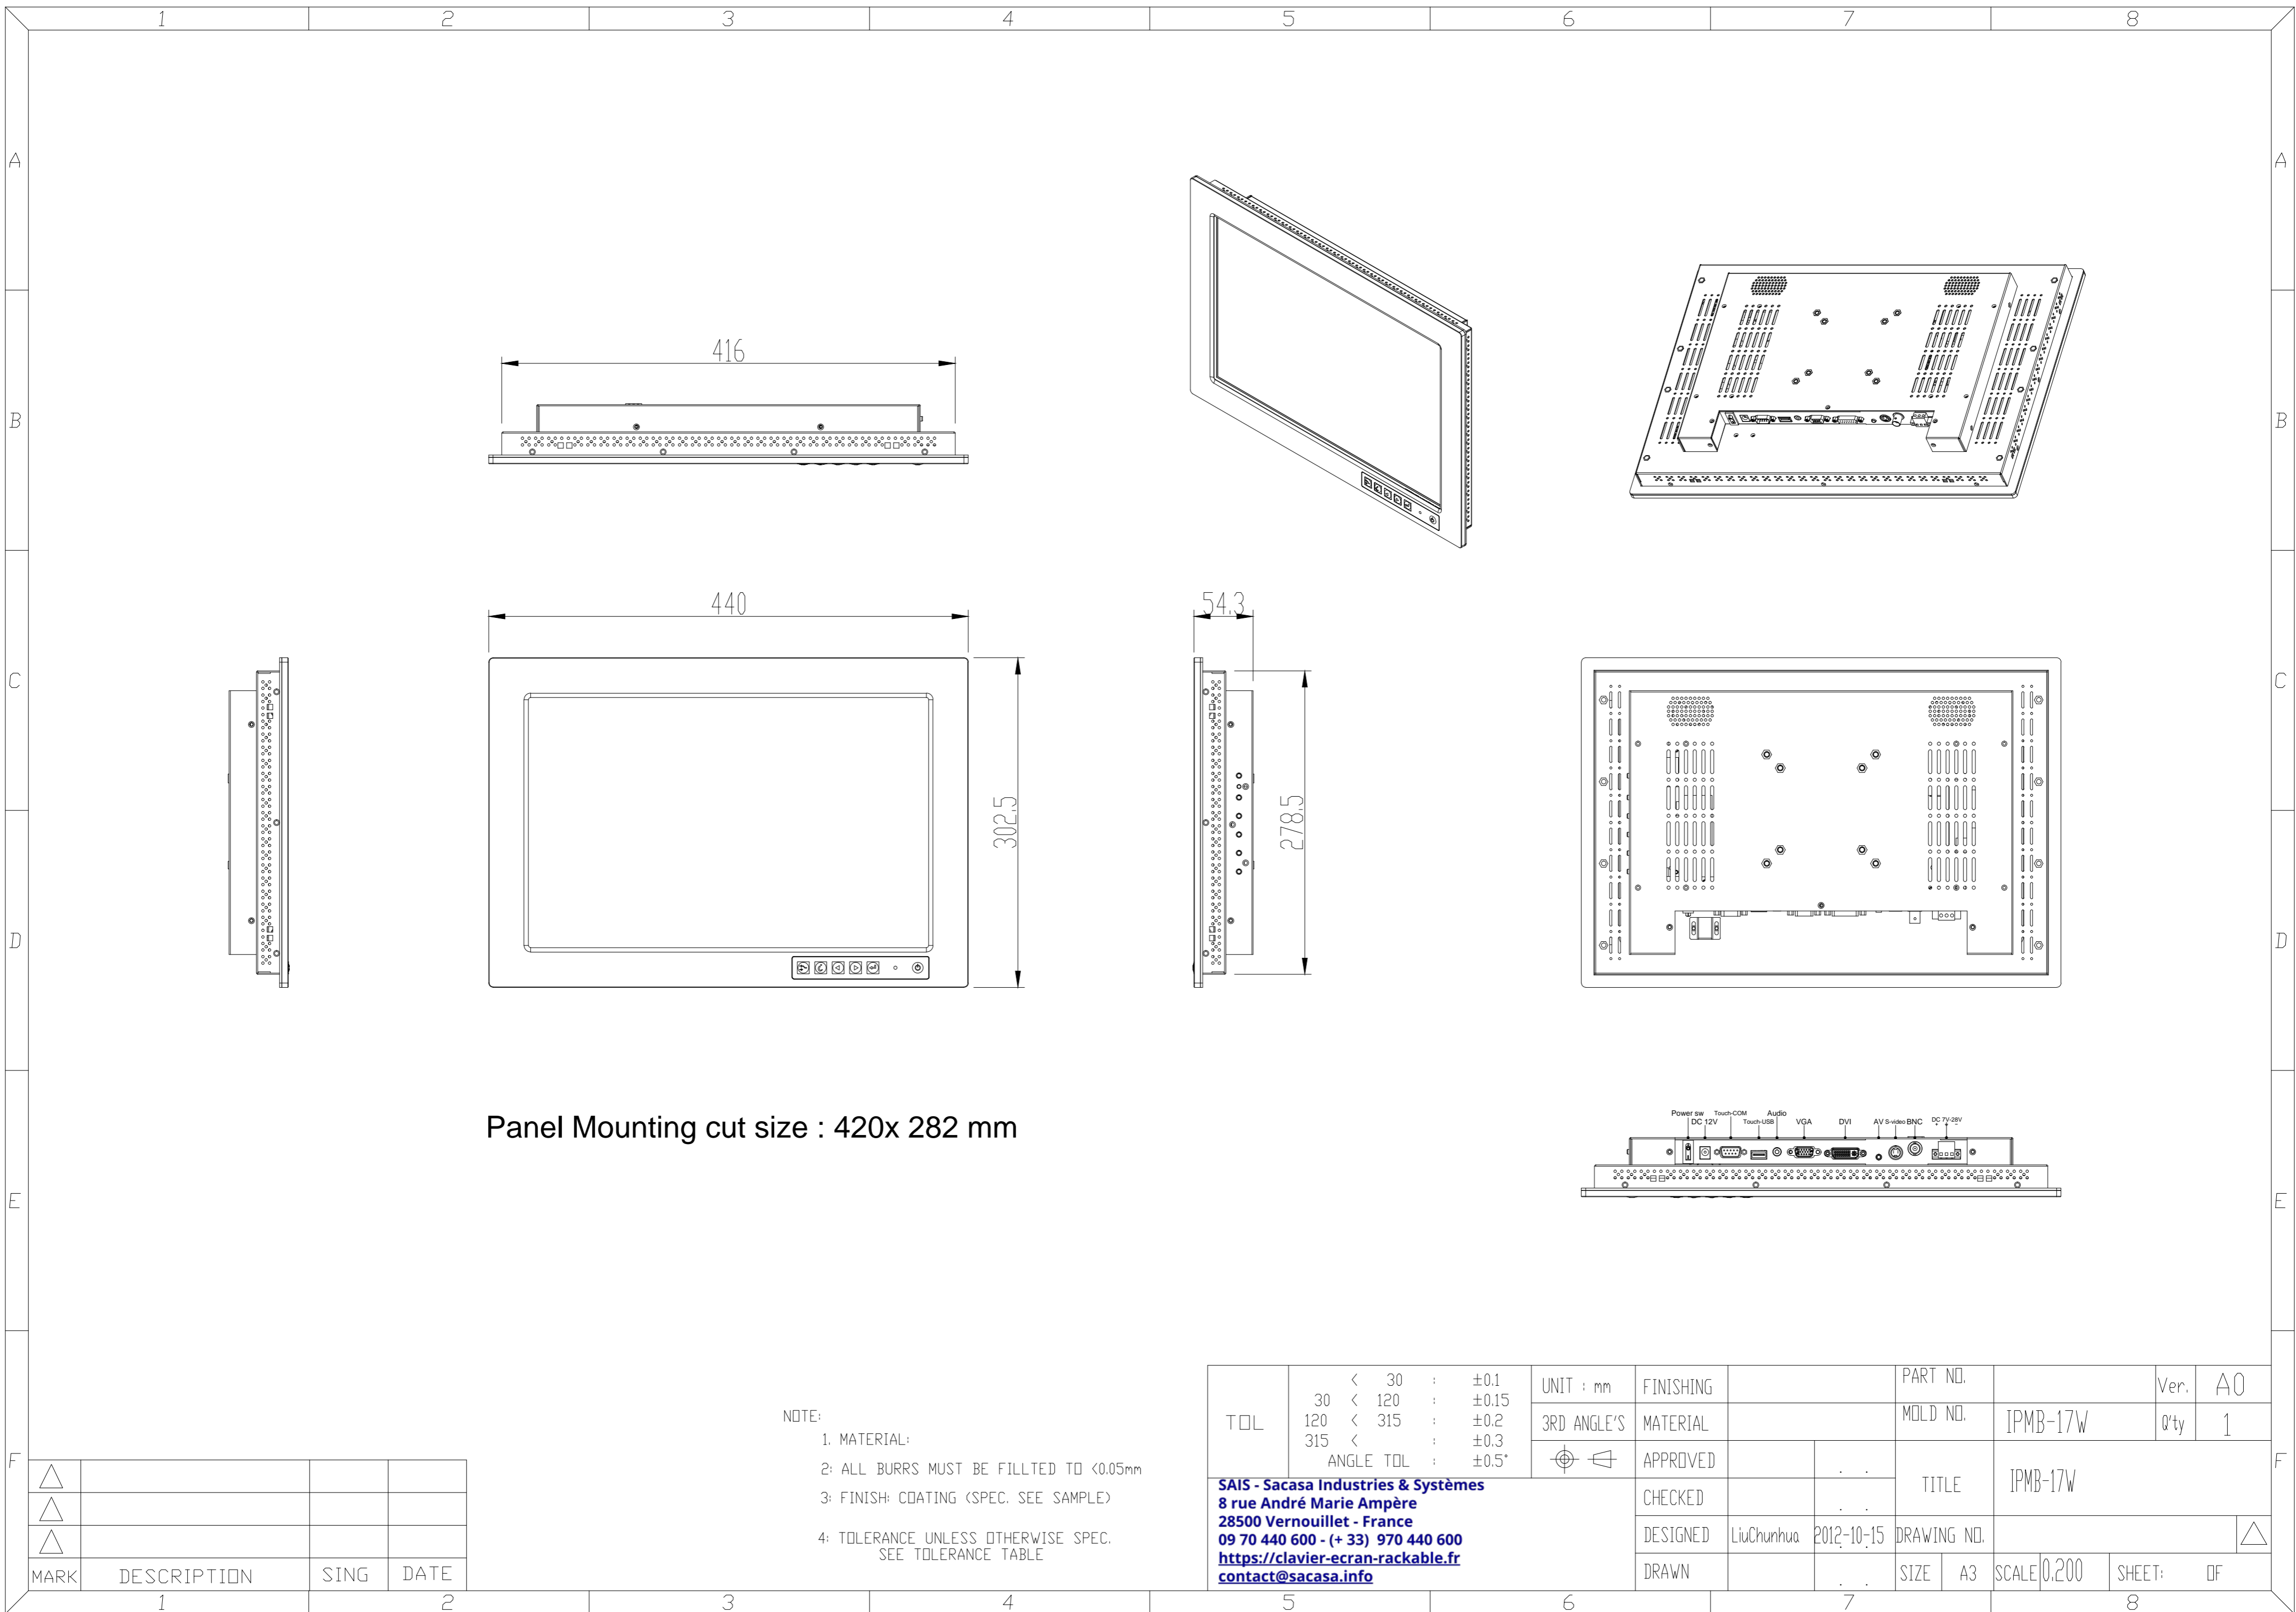 1 2 3 4 5 6 7 8
A A
B B
C C
D D
E E
F F
416
440
54.3
302.5
278.5
Panel Mounting cut size : 420x 282 mm
Power sw Touch-COM Audio
DC 12V Touch-USB VGA DVI AV S-video BNC DC 7V-28V
+ + -
NOTE:
1. MATERIAL:
2: ALL BURRS MUST BE FILLTED TO <0.05mm
3: FINISH: COATING (SPEC. SEE SAMPLE)
4: TOLERANCE UNLESS OTHERWISE SPEC.
SEE TOLERANCE TABLE
MARK DESCRIPTION SING DATE
TOL
< 30 : ±0.1
30 < 120 : ±0.15
120 < 315 : ±0.2
315 < : ±0.3
ANGLE TOL : ±0.5°
UNIT : mm
3RD ANGLE'S
SAIS - Sacasa Industries & Systèmes
8 rue André Marie Ampère
28500 Vernouillet - France
09 70 440 600 - (+ 33) 970 440 600
https://clavier-ecran-rackable.fr
contact@sacasa.info
FINISHING PART NO. Ver. A0
MATERIAL MOLD NO. IPMB-17W Q'ty 1
APPROVED . .
TITLE IPMB-17W
CHECKED . .
DESIGNED LiuChunhua 2012-10-15 DRAWING NO.
DRAWN . . SIZE A3 SCALE 0.200 SHEET: OF
1 2 3 4 5 6 7 8